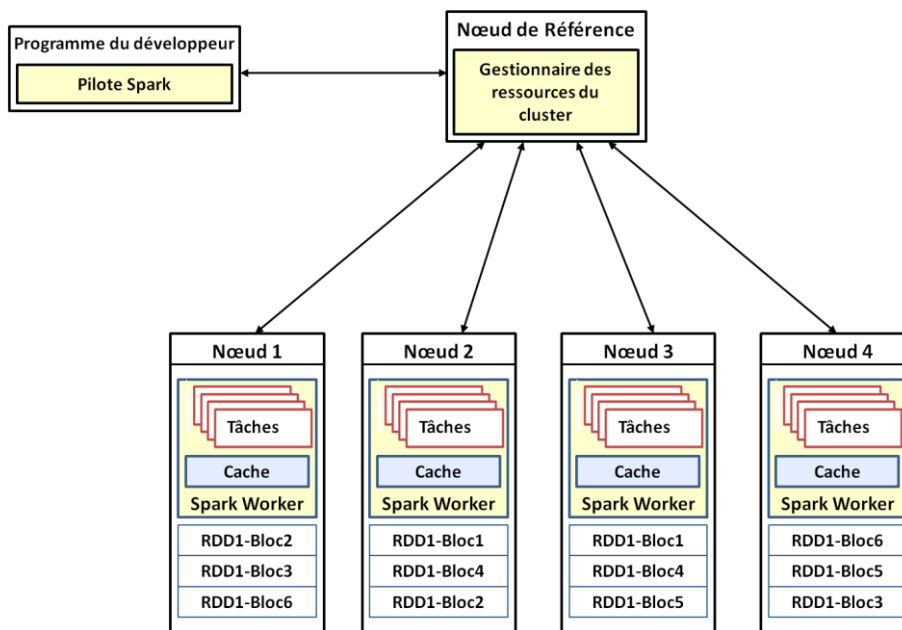 Programme du développeur
Pilote Spark
Nœud de Référence
Gestionnaire des
ressources du
cluster
Nœud 1
Tâches
Cache
Spark Worker
RDD1-Bloc2
RDD1-Bloc3
RDD1-Bloc6
Nœud 2
Tâches
Cache
Spark Worker
RDD1-Bloc1
RDD1-Bloc4
RDD1-Bloc2
Nœud 3
Tâches
Cache
Spark Worker
RDD1-Bloc1
RDD1-Bloc4
RDD1-Bloc5
Nœud 4
Tâches
Cache
Spark Worker
RDD1-Bloc6
RDD1-Bloc5
RDD1-Bloc3